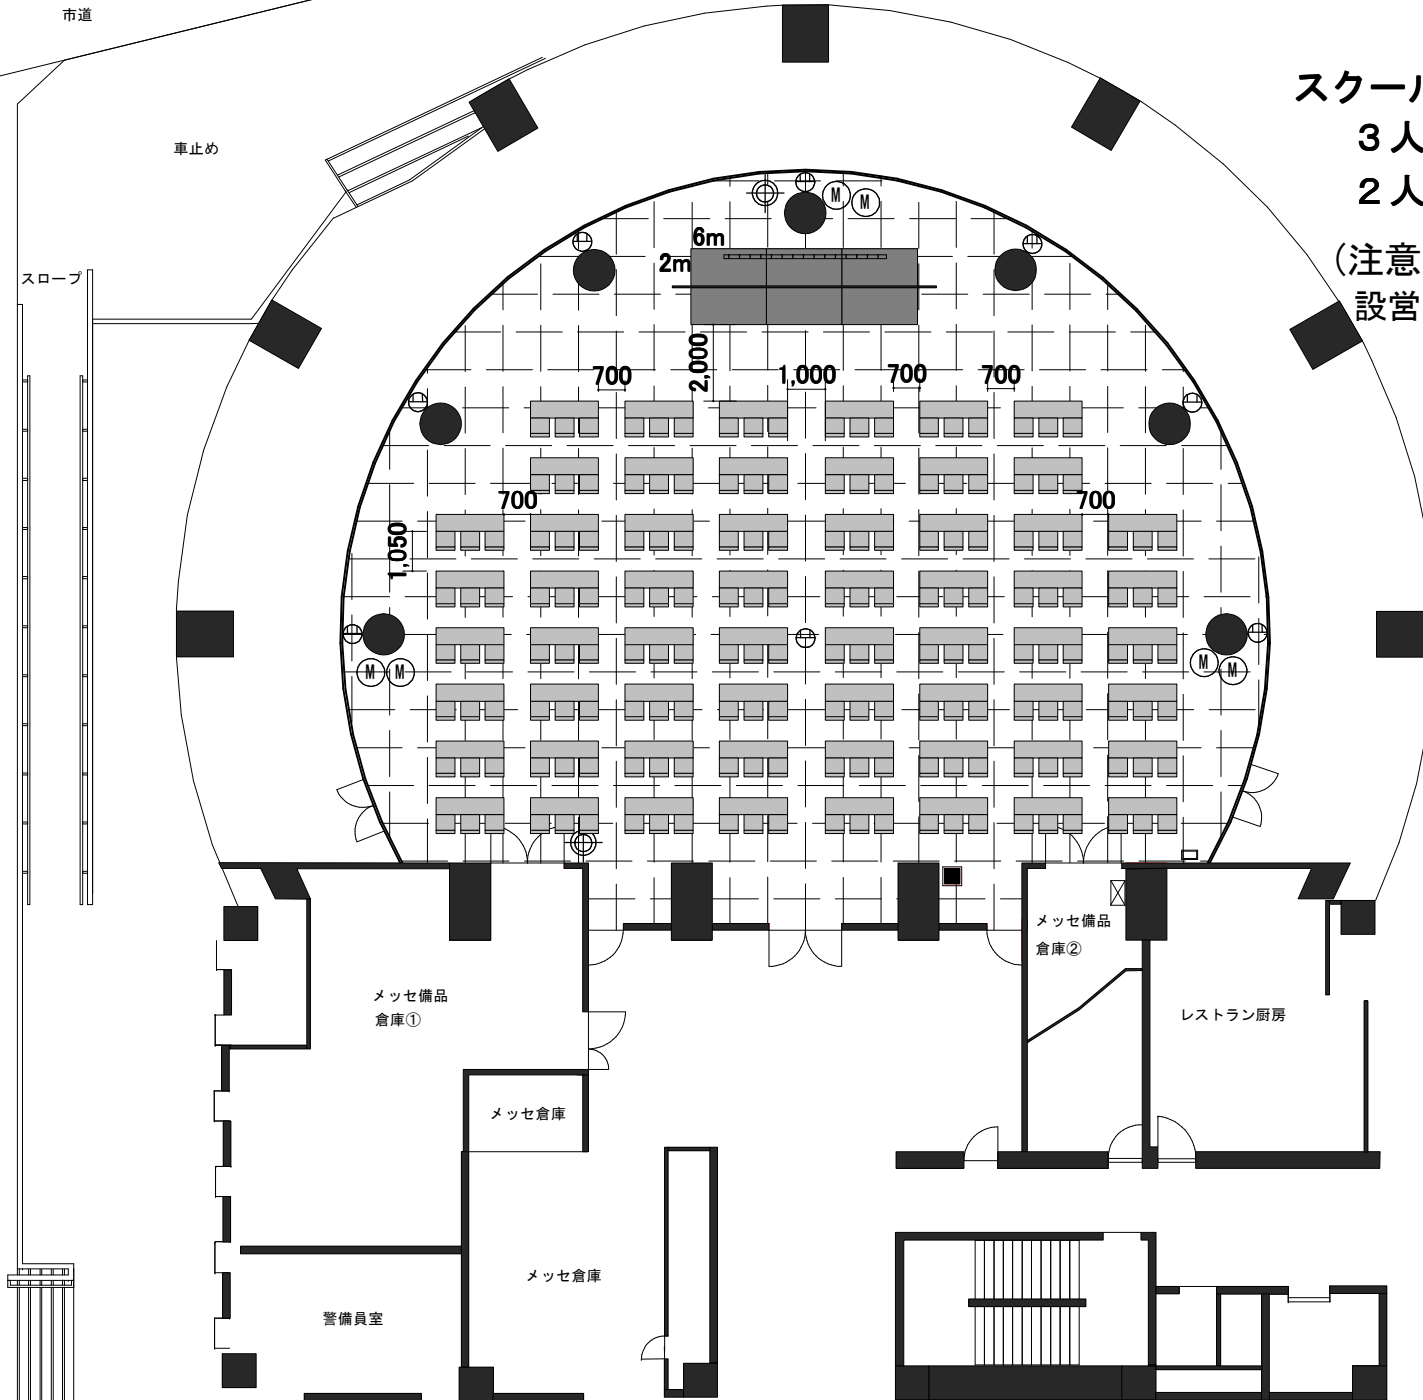 市道
スクール
３人
車止め
２人
M
M
6m
2m
(注意
スロープ
設営
2,000
700
1,000
700
700
700
700
1,050
M
M
M
M
メッセ備品
倉庫②
メッセ備品
倉庫①
レストラン厨房
メッセ倉庫
メッセ倉庫
警備員室